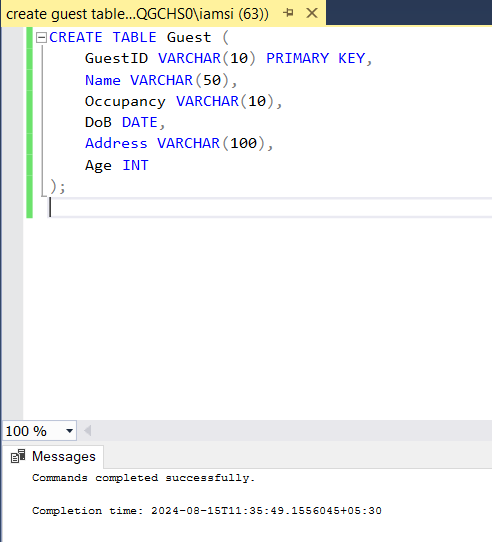 create guest table...QGCHS0\iamsi (63))
CREATE TABLE Guest (
GuestID VARCHAR(10) PRIMARY KEY,
Name VARCHAR(50),
Occupancy VARCHAR(10),
DoB DATE,
Address VARCHAR(100),
Age INT
);
100 %
Messages
Commands completed successfully.
Completion time: 2024-08-15T11:35:49.1556045+05:30